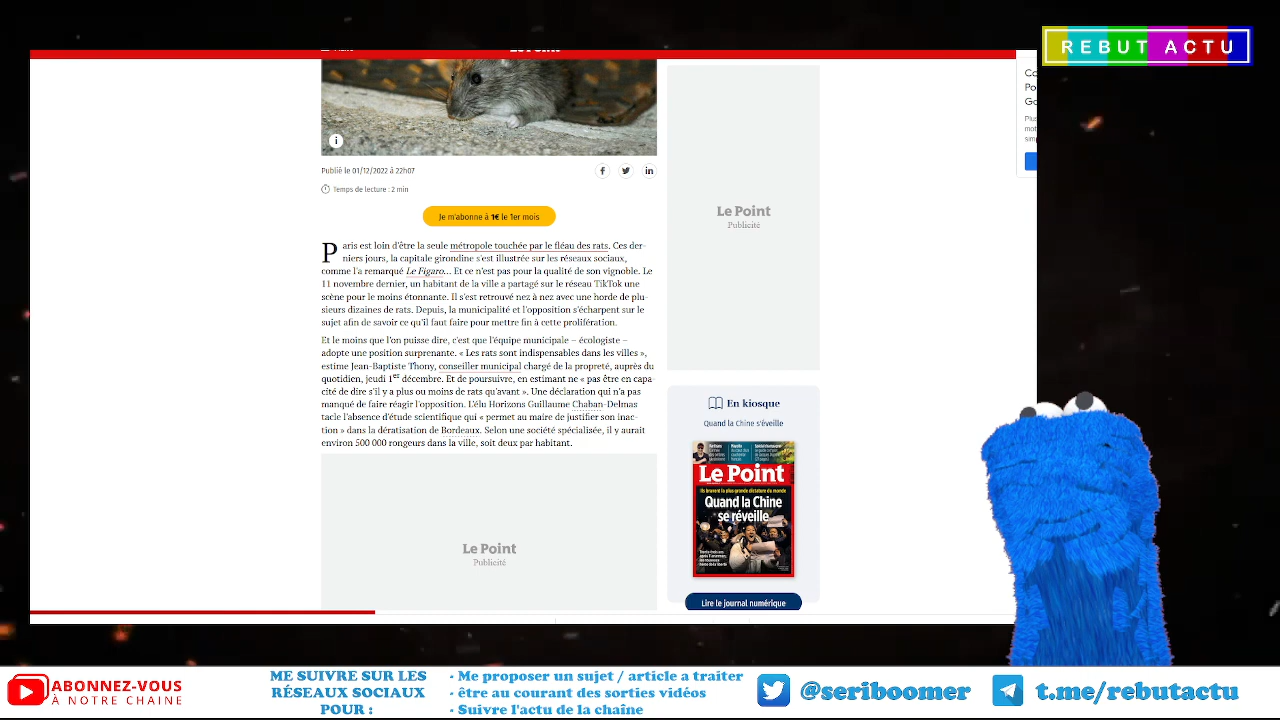 REBUT ACTU
Publié le 01/12/2022 à 22h07
Temps de lecture : 2 min
Je m'abonne à 1€ le 1er mois
Paris est loin d'être la seule métropole touchée par le fléau des rats. Ces der-
niers jours, la capitale girondine s'est illustrée sur les réseaux sociaux,
comme l'a remarqué Le Figaro... Et ce n'est pas pour la qualité de son vignoble. Le
11 novembre dernier, un habitant de la ville a partagé sur le réseau TikTok une
scène pour le moins étonnante. Il s'est retrouvé nez à nez avec une horde de plu-
sieurs dizaines de rats. Depuis, la municipalité et l'opposition s'écharpent sur le
sujet afin de savoir ce qu'il faut faire pour mettre fin à cette prolifération.
Et le moins que l'on puisse dire, c'est que l'équipe municipale – écologiste –
adopte une position surprenante. « Les rats sont indispensables dans les villes »,
estime Jean-Baptiste Thony, conseiller municipal chargé de la propreté, auprès du
quotidien, jeudi 1er décembre. Et de poursuivre, en estimant ne « pas être en capa
cité de dire s'il y a plus ou moins de rats qu'avant ». Une déclaration qui n'a pas
manqué de faire réagir l'opposition. L'élu Horizons Guillaume Chaban-Delmas
tacle l'absence d'étude scientifique qui « permet au maire de justifier son inac-
tion » dans la dératisation de Bordeaux. Selon une société spécialisée, il y aurait
environ 500 000 rongeurs dans la ville, soit deux par habitant.
Le Point
Publicité
Le Point
Publicité
En kiosque
Quand la Chine s'éveille
Le Point
Ils bravent la plus grande dictature du monde
Quand la Chine
se réveille
Lire le journal numérique
ABONNEZ-VOUS
À NOTRE CHAINE
ME SUIVRE SUR LES
RÉSEAUX SOCIAUX
POUR :
- Me proposer un sujet / article a traiter
- être au courant des sorties vidéos
- Suivre l'actu de la chaîne
@seriboomer
t.me/rebutactu